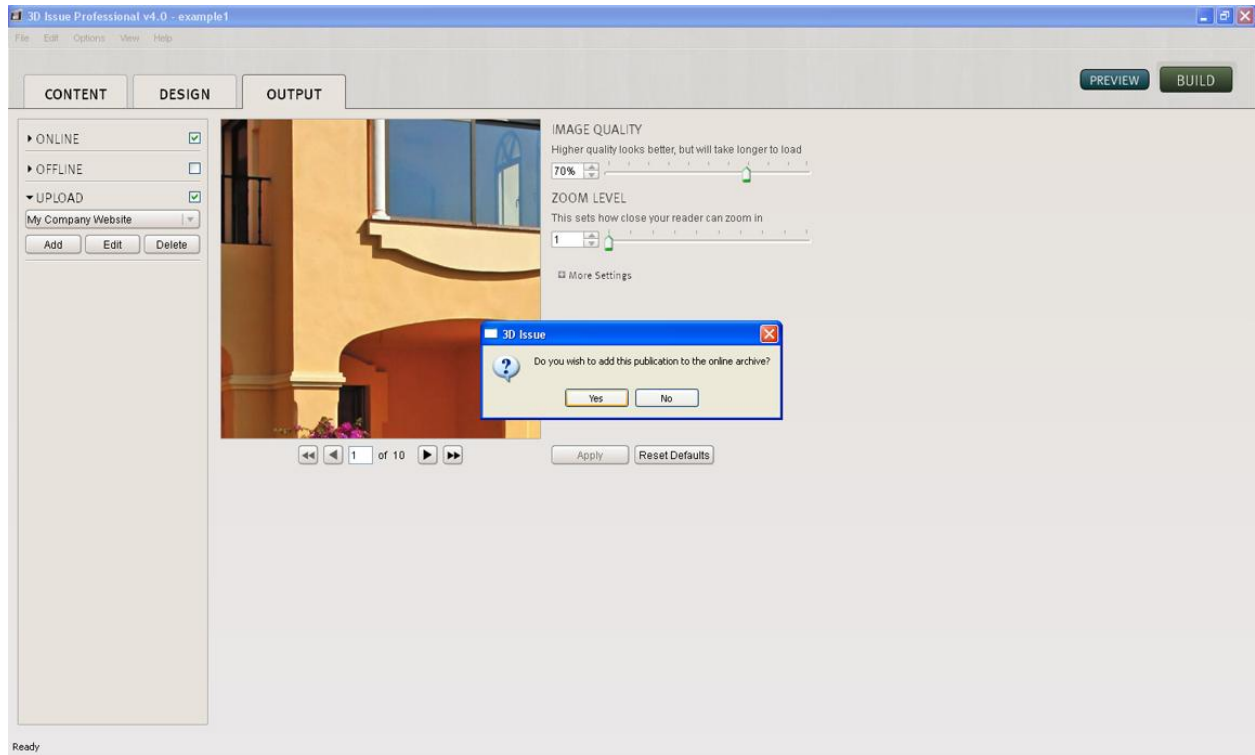 3D Issue Professional v4.0 - example1
File Edit Options View Help
CONTENT DESIGN OUTPUT PREVIEW BUILD
ONLINE
OFFLINE
UPLOAD
My Company Website
Add Edit Delete
IMAGE QUALITY
Higher quality looks better, but will take longer to load
70%
ZOOM LEVEL
This sets how close your reader can zoom in
1
More Settings
3D Issue
Do you wish to add this publication to the online archive?
Yes No
1 of 10
Apply Reset Defaults
Ready